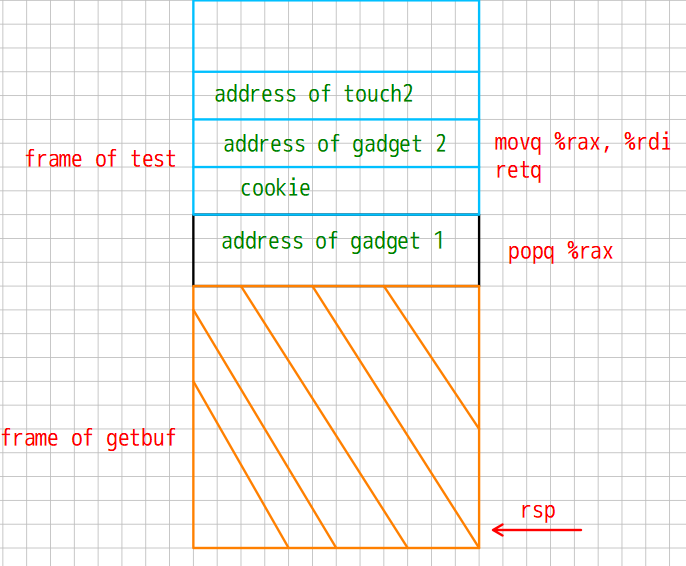 address of touch2
address of gadget 2
movq %rax, %rdi
retq
frame of test
cookie
address of gadget 1
popq %rax
frame of getbuf
rsp